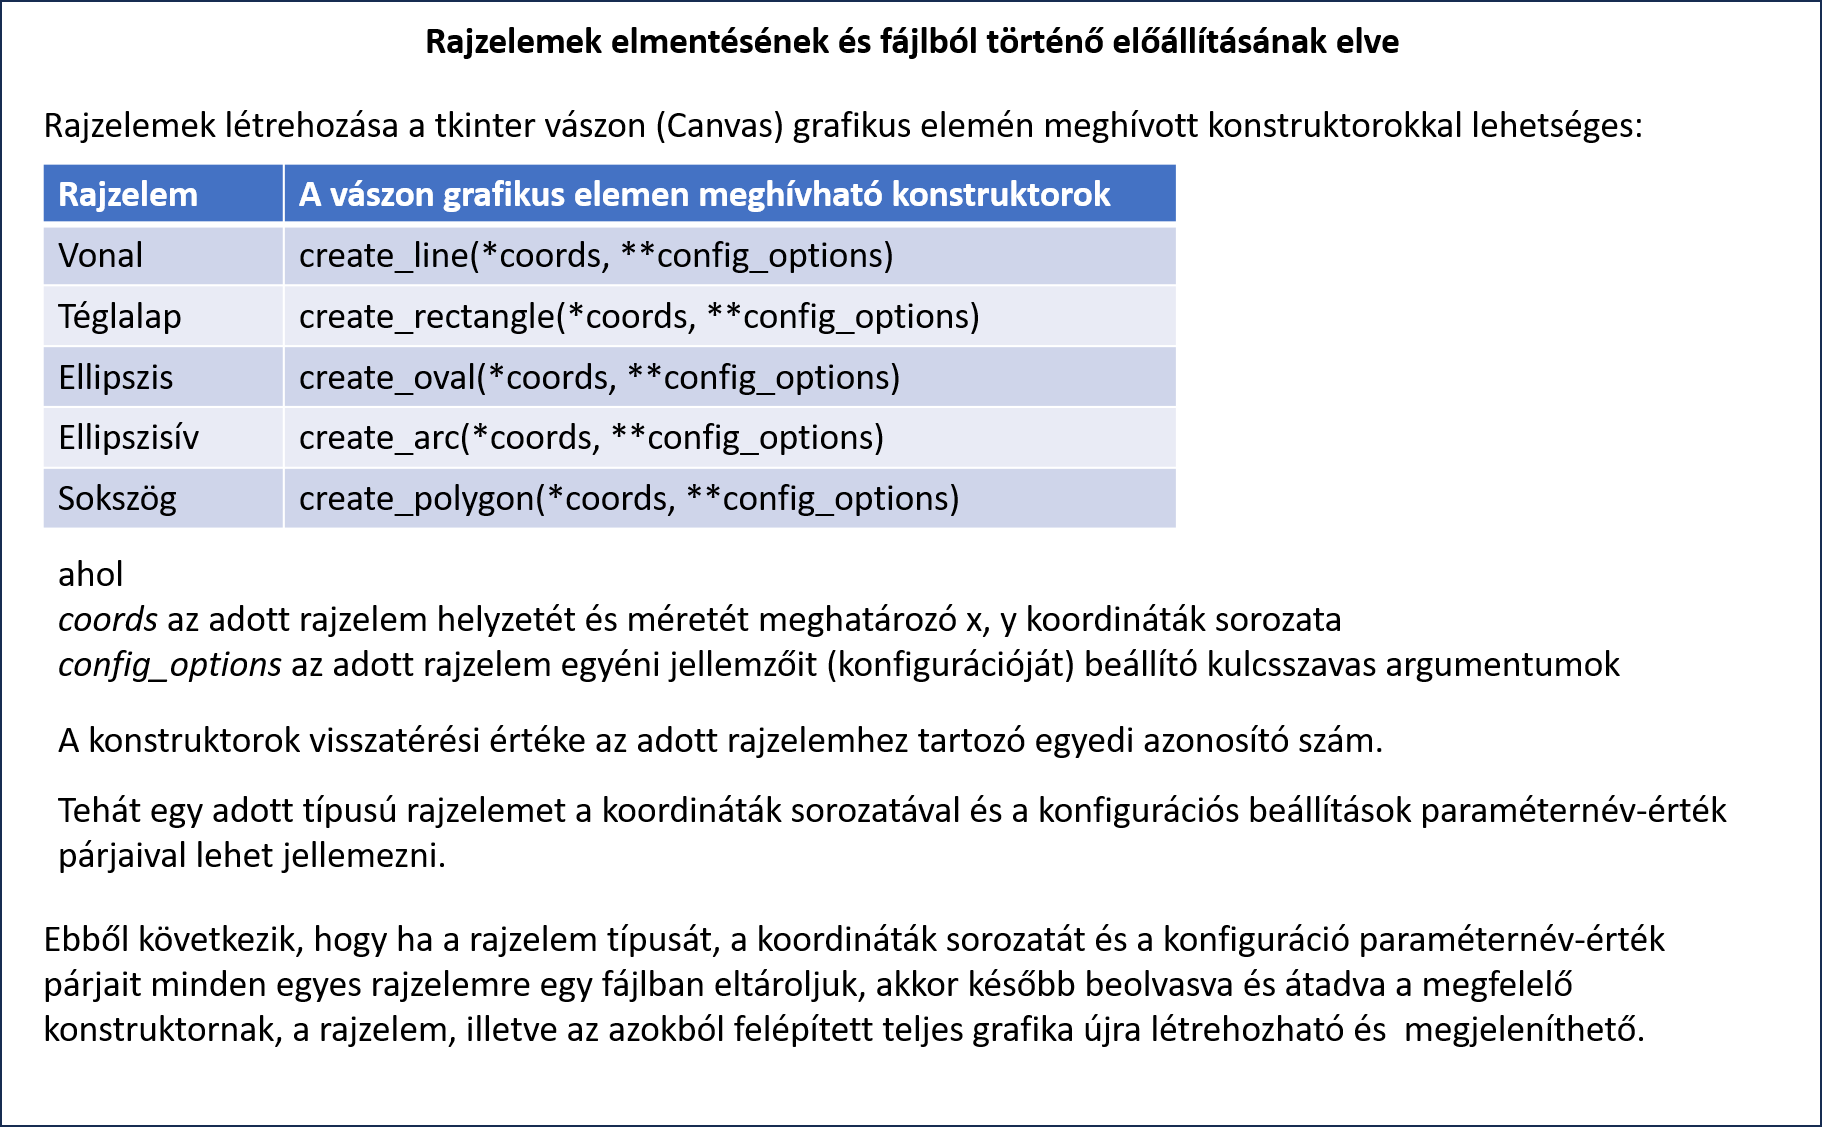 Rajzelemek elmentésének és fájlból történő előállításának elve
Rajzelemek létrehozása a tkinter vászon (Canvas) grafikus elemén meghívott konstruktorokkal lehetséges:
Rajzelem A vászon grafikus elemen meghívható konstruktorok
Vonal create_line(*coords, **config_options)
Téglalap create_rectangle(*coords, **config_options)
Ellipszis create_oval(*coords, **config_options)
Ellipszisív create_arc(*coords, **config_options)
Sokszög create_polygon(*coords, **config_options)
ahol
coords az adott rajzelem helyzetét és méretét meghatározó x, y koordináták sorozata
config_options az adott rajzelem egyéni jellemzőit (konfigurációját) beállító kulcsszavas argumentumok
A konstruktorok visszatérési értéke az adott rajzelemhez tartozó egyedi azonosító szám.
Tehát egy adott típusú rajzelemet a koordináták sorozatával és a konfigurációs beállítások paraméternév-érték
párjaival lehet jellemezni.
Ebből következik, hogy ha a rajzelem típusát, a koordináták sorozatát és a konfiguráció paraméternév-érték
párjait minden egyes rajzelemre egy fájlban eltároljuk, akkor később beolvasva és átadva a megfelelő
konstruktornak, a rajzelem, illetve az azokból felépített teljes grafika újra létrehozható és  megjeleníthető.